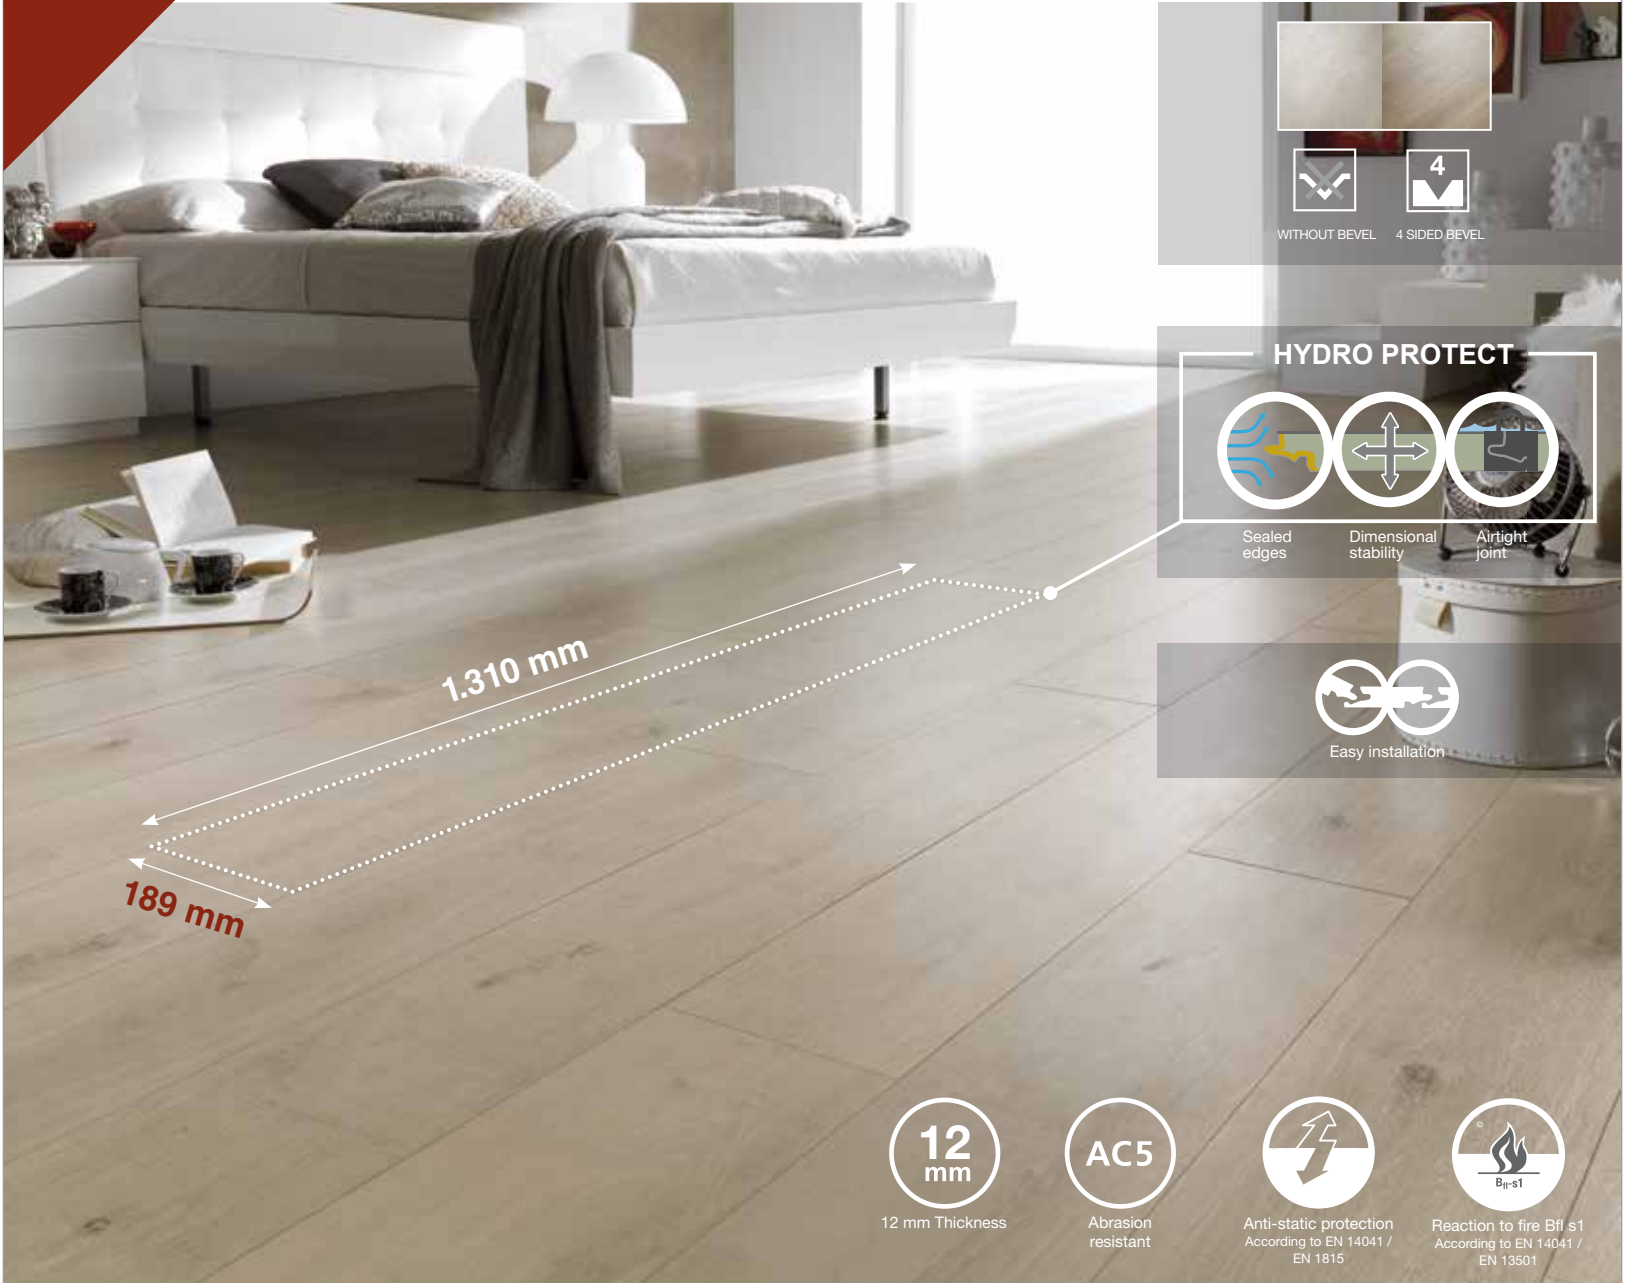 4
WITHOUT BEVEL
4 SIDED BEVEL
HYDRO PROTECT
Sealed
edges
Dimensional
stability
Airtight
joint
1.310 mm
189 mm
Easy installation
12
mm
12 mm Thickness
AC5
Abrasion
resistant
Anti-static protection
According to EN 14041 /
EN 1815
©
Bfl-s1
Reaction to fire Bfl s1
According to EN 14041 /
EN 13501